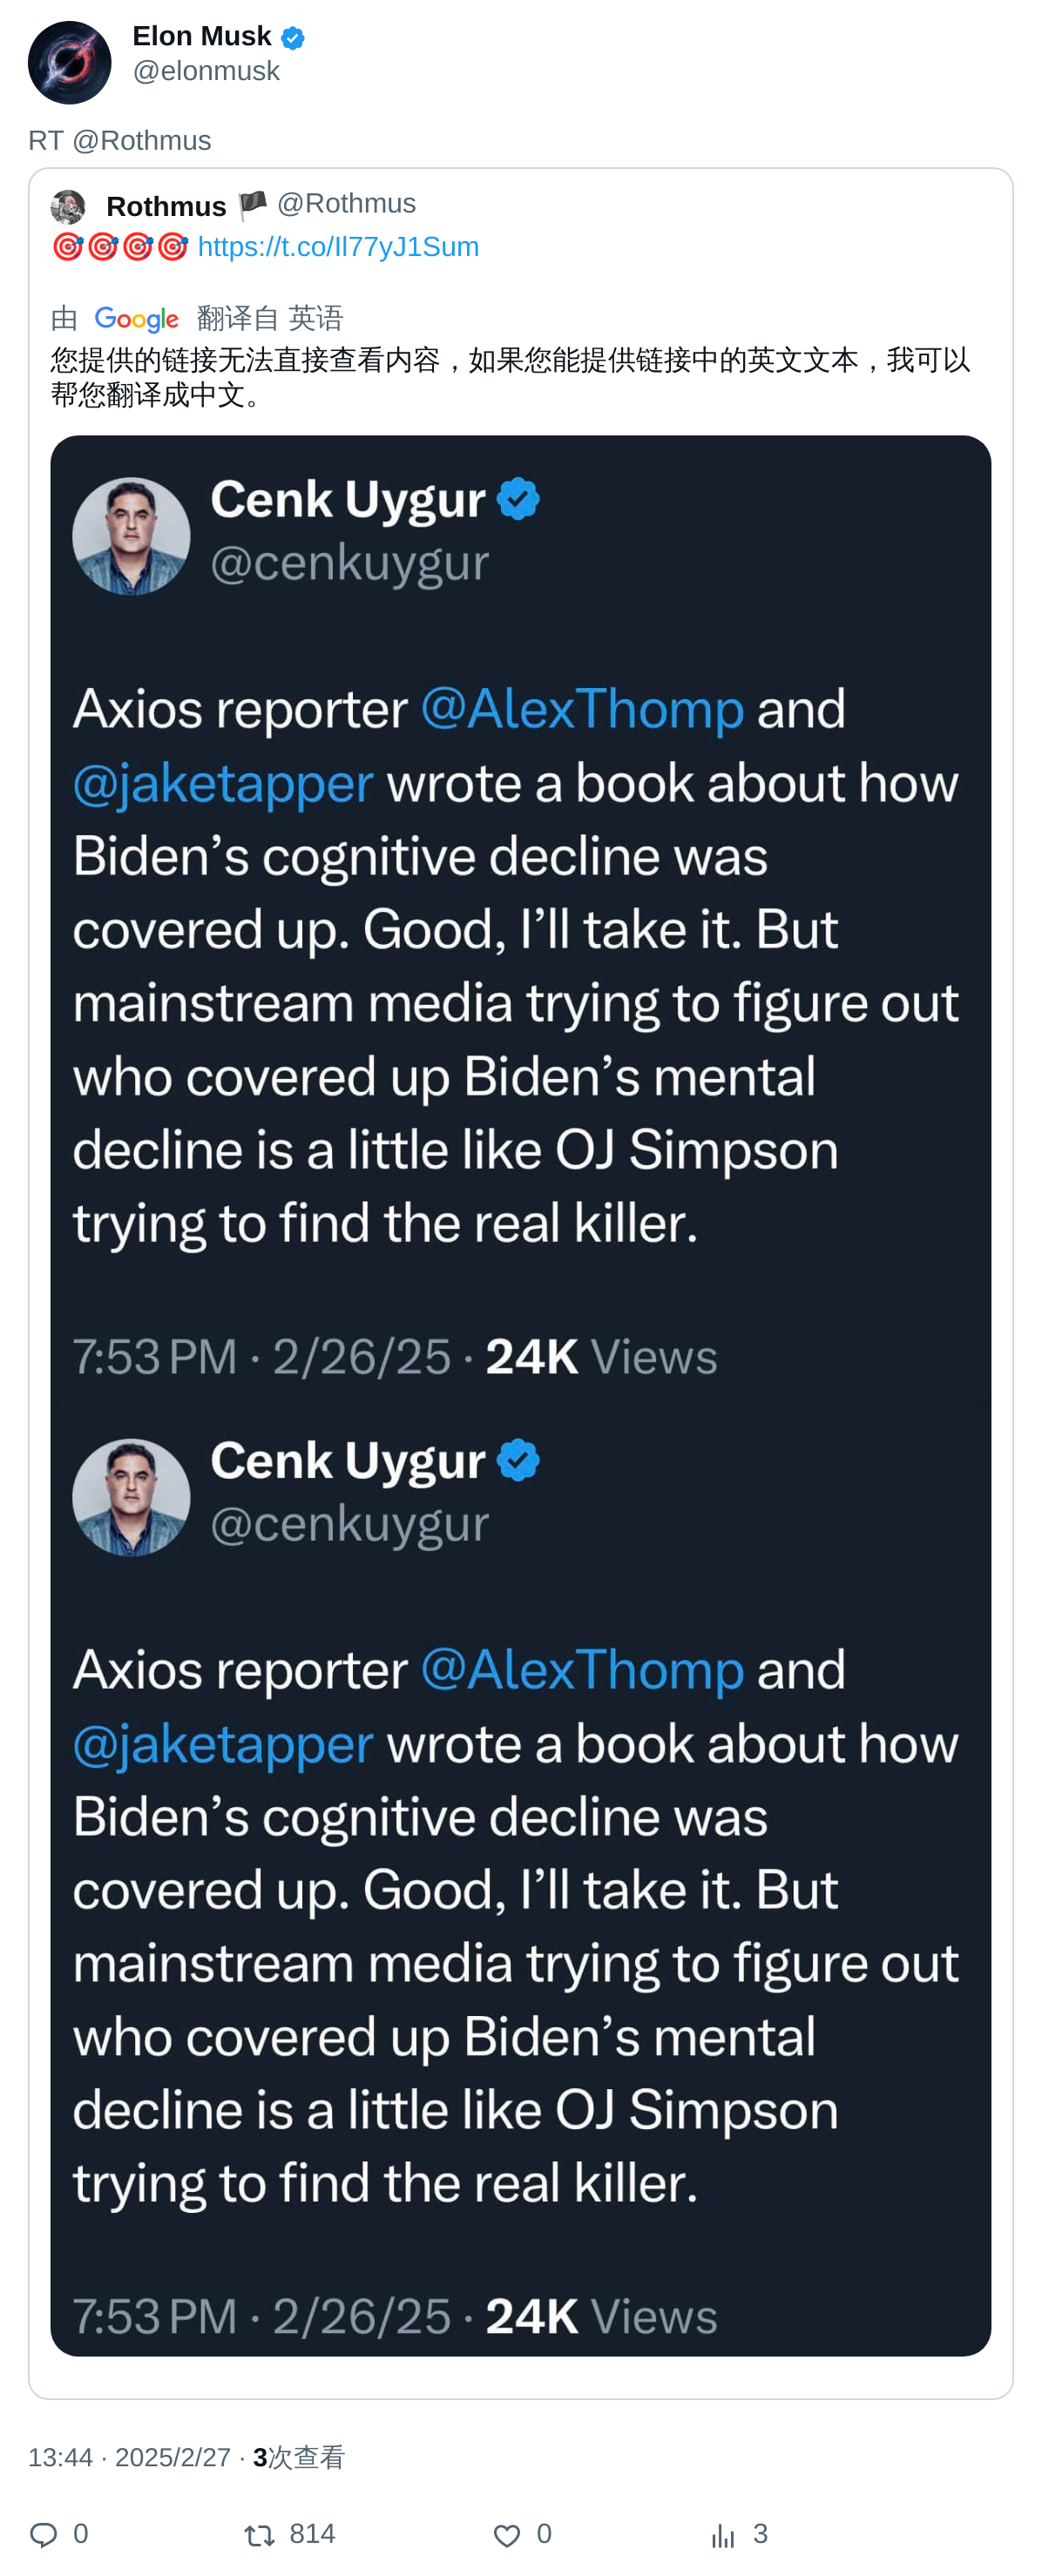 Elon Musk
@elonmusk
RT @Rothmus
Rothmus 🏴 @Rothmus
🎯🎯🎯🎯 https://t.co/Il77yJ1Sum
由 Google 翻译自 英语
您提供的链接无法直接查看内容，如果您能提供链接中的英文文本，我可以
帮您翻译成中文。
Cenk Uygur
@cenkuygur
Axios reporter @AlexThomp and
@jaketapper wrote a book about how
Biden’s cognitive decline was
covered up. Good, I’ll take it. But
mainstream media trying to figure out
who covered up Biden’s mental
decline is a little like OJ Simpson
trying to find the real killer.
7:53 PM · 2/26/25 · 24K Views
Cenk Uygur
@cenkuygur
Axios reporter @AlexThomp and
@jaketapper wrote a book about how
Biden’s cognitive decline was
covered up. Good, I’ll take it. But
mainstream media trying to figure out
who covered up Biden’s mental
decline is a little like OJ Simpson
trying to find the real killer.
7:53 PM · 2/26/25 · 24K Views
13:44 · 2025/2/27 · 3次查看
0 814 0 3